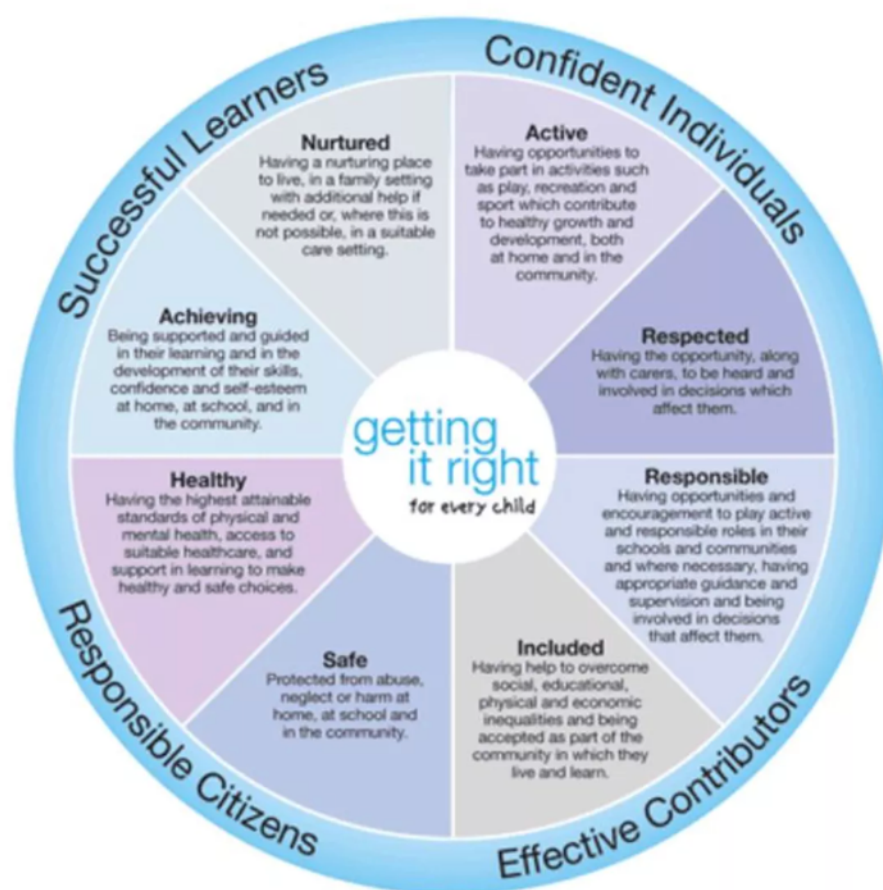 Successful Learners
Confident Individuals
Nurtured
Having a nurturing place
to live, in a family setting
with additional help if
needed or, where this is
not possible, in a suitable
care setting.
Active
Having opportunities to
take part in activities such
as play, recreation and
sport which contribute
to healthy growth and
development, both
at home and in the
community.
Achieving
Being supported and guided
in their learning and in the
development of their skills,
confidence and self-esteem
at home, at school, and in
the community.
Respected
Having the opportunity, along
with carers, to be heard and
involved in decisions which
affect them.
getting
it right
for every child
Healthy
Having the highest attainable
standards of physical and
mental health, access to
suitable healthcare, and
support in learning to make
healthy and safe choices.
Responsible
Having opportunities and
encouragement to play active
and responsible roles in their
schools and communities
and where necessary, having
appropriate guidance and
supervision and being
involved in decisions
that affect them.
Safe
Protected from abuse,
neglect or harm at
home, at school and
in the community.
Included
Having help to overcome
social, educational,
physical and economic
inequalities and being
accepted as part of the
community in which they
live and learn.
Responsible Citizens
Effective Contributors